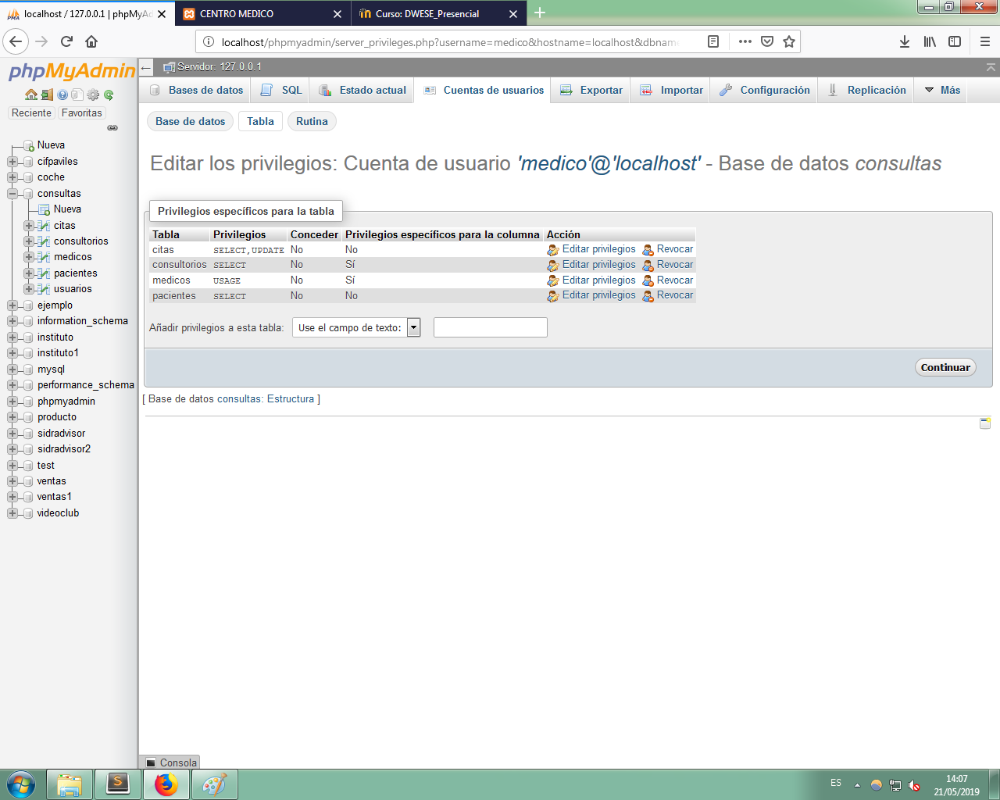 localhost / 127.0.0.1 | phpMyAd
CENTRO MEDICO
Curso: DWESE_Presencial
localhost/phpmyadmin/server_privileges.php?username=medico&hostname=localhost&dbname
phpMyAdmin
Reciente
Favoritas
Nueva
cifpaviles
coche
consultas
Nueva
citas
consultorios
medicos
pacientes
usuarios
ejemplo
information_schema
instituto
instituto1
mysql
performance_schema
phpmyadmin
producto
sidradvisor
sidradvisor2
test
ventas
ventas1
videoclub
Servidor: 127.0.0.1
Bases de datos SQL Estado actual Cuentas de usuarios Exportar Importar Configuración Replicación Más
Base de datos Tabla Rutina
Editar los privilegios: Cuenta de usuario 'medico'@'localhost' - Base de datos consultas
Privilegios específicos para la tabla
Tabla Privilegios Conceder Privilegios específicos para la columna Acción
citas SELECT,UPDATE No No Editar privilegios Revocar
consultorios SELECT No Sí Editar privilegios Revocar
medicos USAGE No Sí Editar privilegios Revocar
pacientes SELECT No No Editar privilegios Revocar
Añadir privilegios a esta tabla: Use el campo de texto:
Continuar
[ Base de datos consultas: Estructura ]
Consola
ES
14:07
21/05/2019